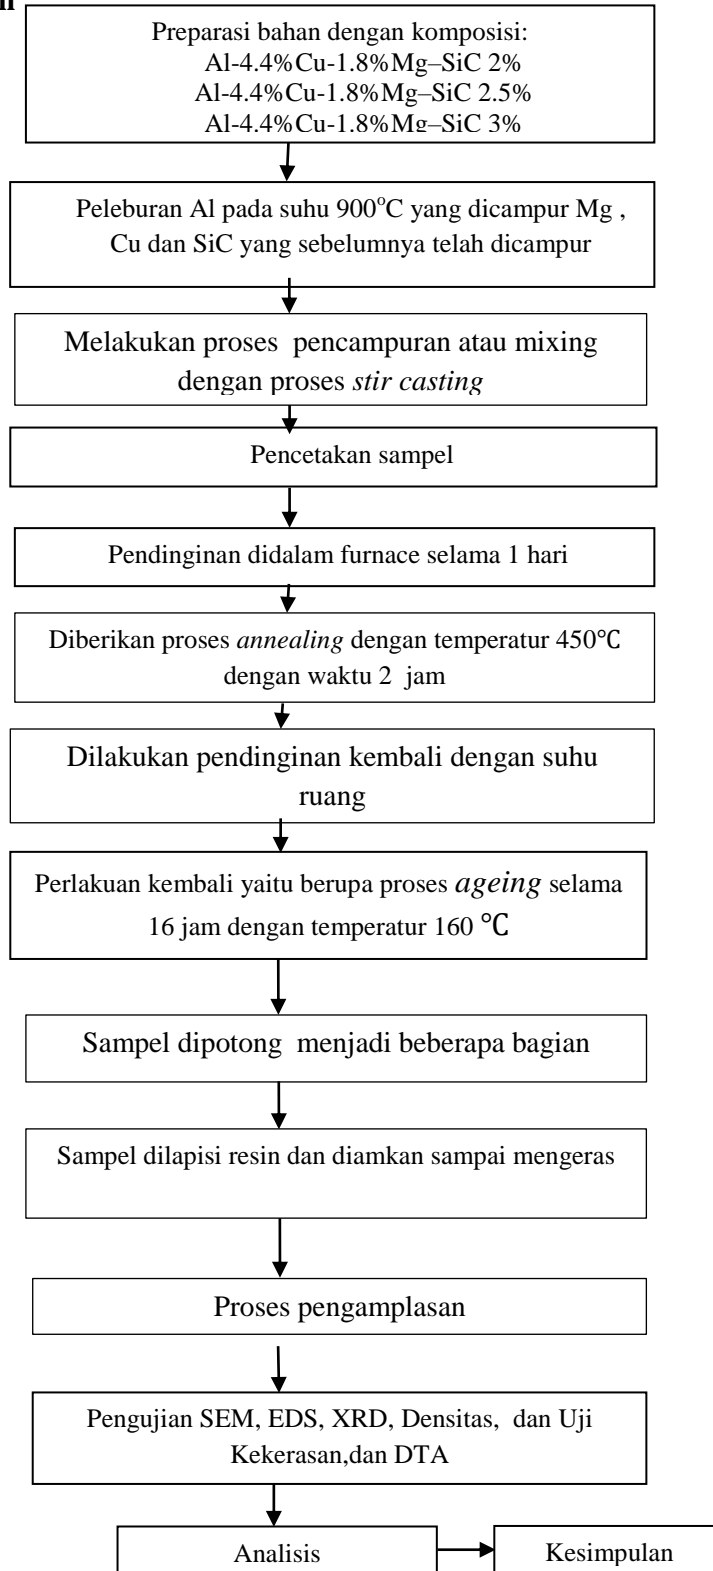 Preparasi bahan dengan komposisi:
Al-4.4%Cu-1.8%Mg–SiC 2%
Al-4.4%Cu-1.8%Mg–SiC 2.5%
Al-4.4%Cu-1.8%Mg–SiC 3%
Peleburan Al pada suhu 900°C yang dicampur Mg ,
Cu dan SiC yang sebelumnya telah dicampur
Melakukan proses pencampuran atau mixing
dengan proses stir casting
Pencetakan sampel
Pendinginan didalam furnace selama 1 hari
Diberikan proses annealing dengan temperatur 450℃
dengan waktu 2 jam
Dilakukan pendinginan kembali dengan suhu
ruang
Perlakuan kembali yaitu berupa proses ageing selama
16 jam dengan temperatur 160 ℃
Sampel dipotong menjadi beberapa bagian
Sampel dilapisi resin dan diamkan sampai mengeras
Proses pengamplasan
Pengujian SEM, EDS, XRD, Densitas, dan Uji
Kekerasan,dan DTA
Analisis
Kesimpulan